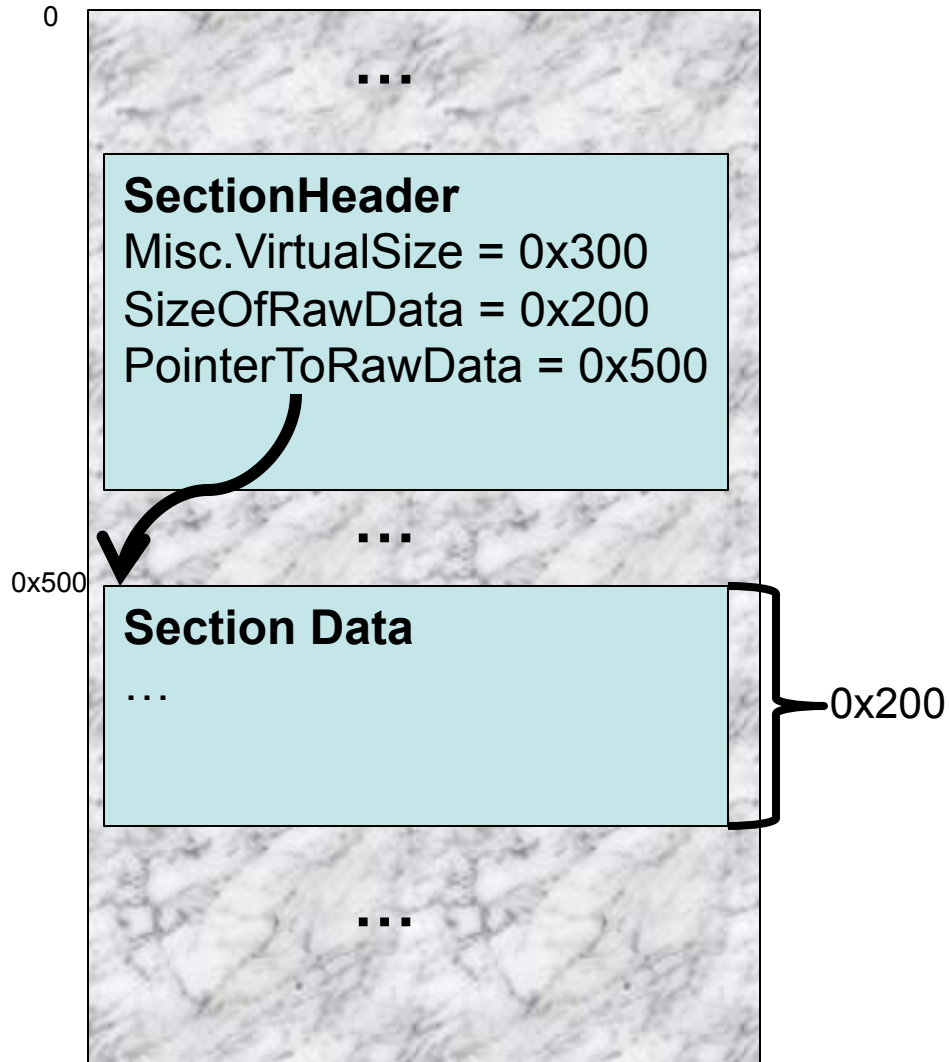 0
...
SectionHeader
Misc.VirtualSize = 0x300
SizeOfRawData = 0x200
PointerToRawData = 0x500
...
0x500
Section Data
...
0x200
...